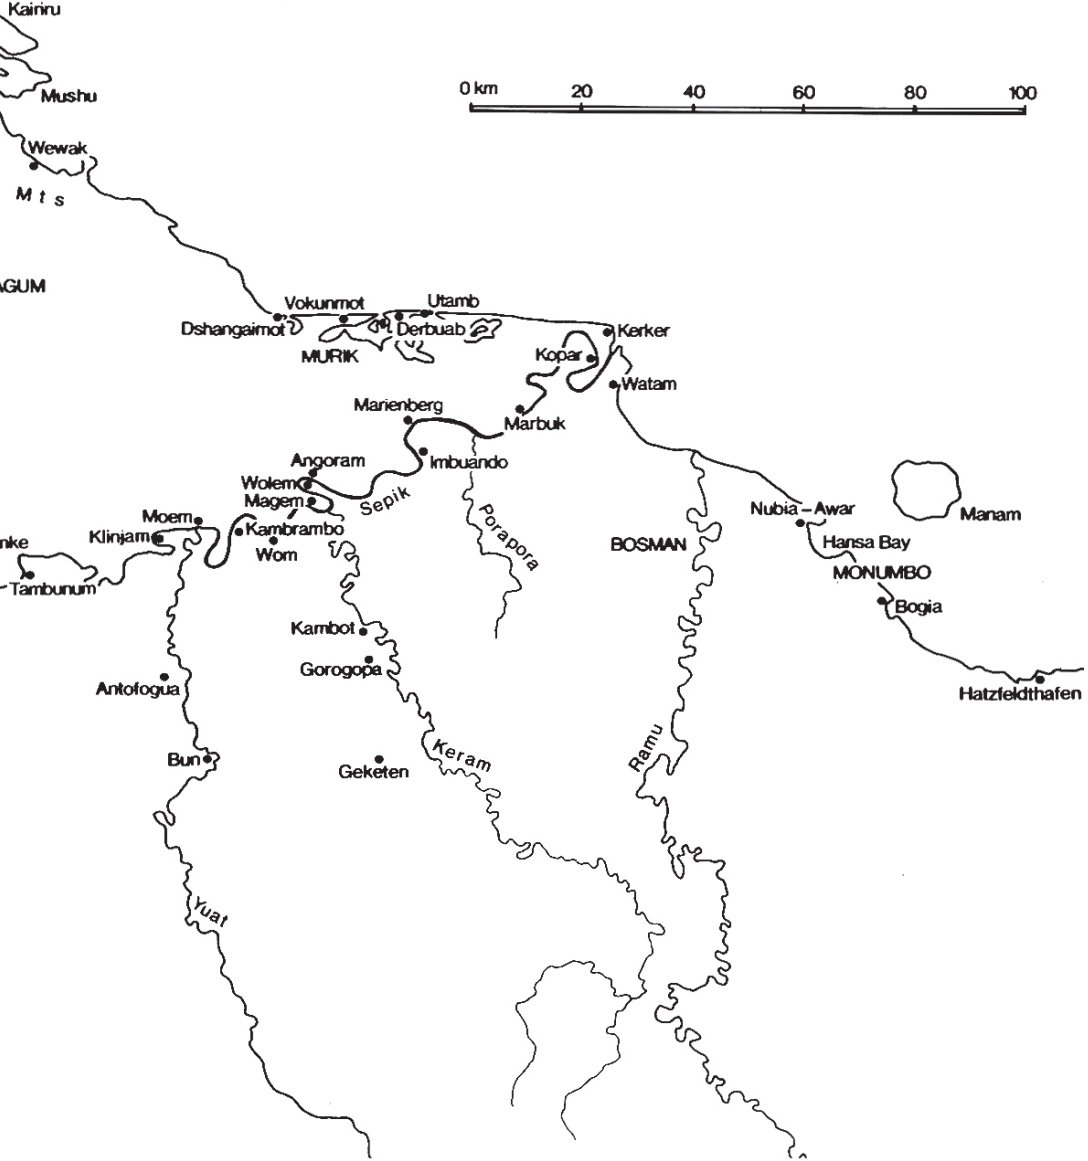 Kairiru
Mushu
0 km 20 40 60 80 100
Wewak
Mts
AGUM
Vokunmot
Utamb
Dshangaimot
Derbuab
Kerker
MURIK
Kopar
Watam
Marienberg
Marbuk
Angoram
Imbuando
Wolem
Magem
Sepik
Moem
Nubia-Awar
Manam
Klinjam
Kambrambo
Porapora
nke
Wom
BOSMAN
Hansa Bay
Tambunum
MONUMBO
Bogia
Kambot
Gorogopa
Antofogua
Hatzfeldthafen
Ramu
Keram
Bun
Geketen
Yuat